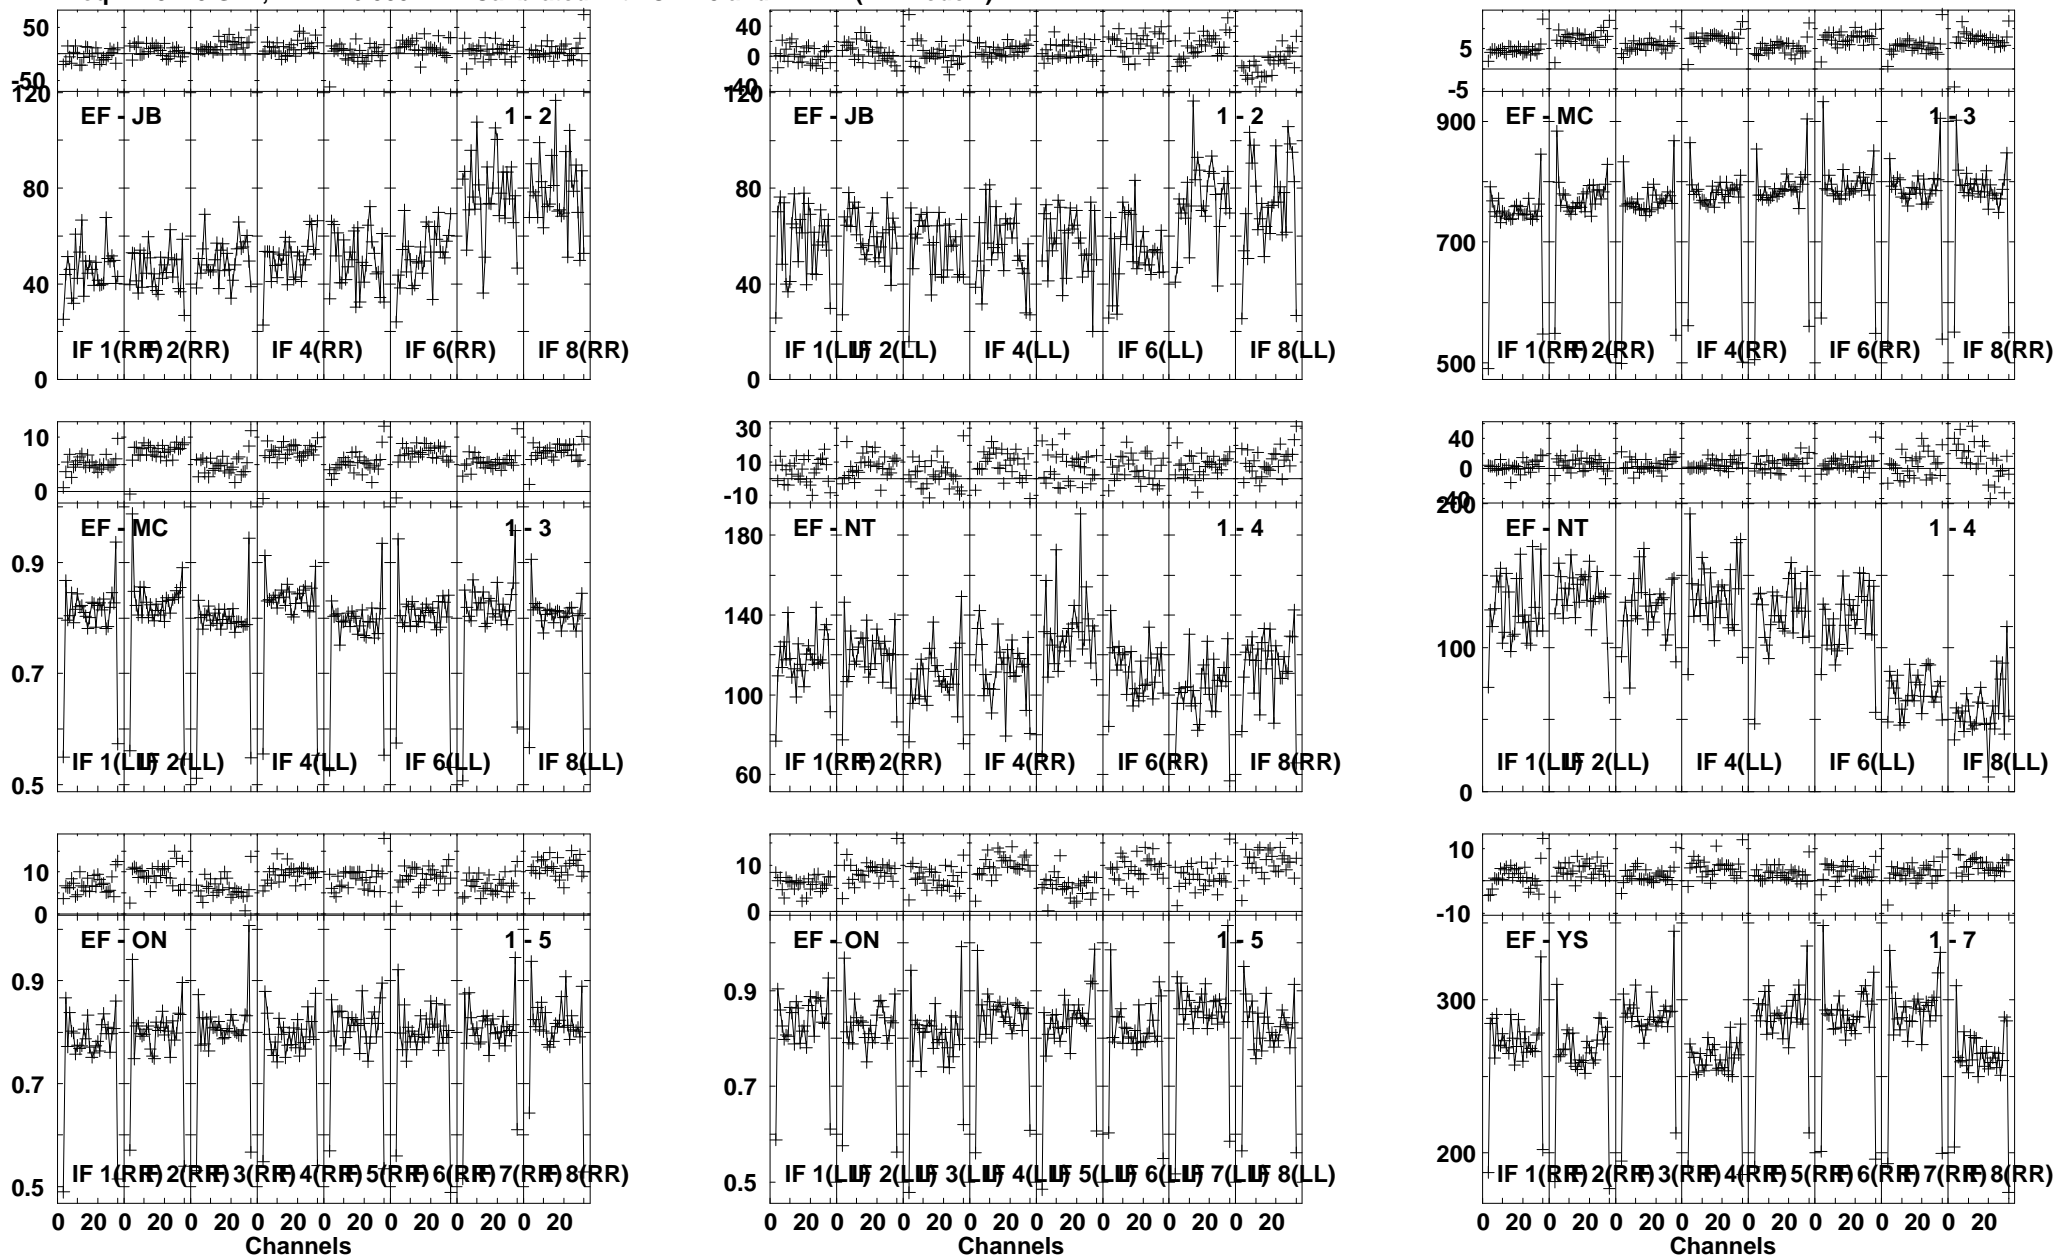 50
-50
120
EF - JB
1 - 2
80
40
IF 1(RR) IF 2(RR) IF 4(RR) IF 6(RR) IF 8(RR)
0
40
0
-40
120
EF - JB
1 - 2
80
40
IF 1(LL) IF 2(LL) IF 4(LL) IF 6(LL) IF 8(LL)
0
5
-5
EF - MC
1 - 3
900
700
IF 1(RR) IF 2(RR) IF 4(RR) IF 6(RR) IF 8(RR)
500
10
0
EF - MC
1 - 3
0.9
0.7
IF 1(LL) IF 2(LL) IF 4(LL) IF 6(LL) IF 8(LL)
0.5
30
10
-10
EF - NT
1 - 4
180
140
100
IF 1(RR) IF 2(RR) IF 4(RR) IF 6(RR) IF 8(RR)
60
40
0
-40
200
EF - NT
1 - 4
100
IF 1(LL) IF 2(LL) IF 4(LL) IF 6(LL) IF 8(LL)
0
10
0
EF - ON
1 - 5
0.9
0.7
IF 1(RR) IF 2(RR) IF 3(RR) IF 4(RR) IF 5(RR) IF 6(RR) IF 7(RR) IF 8(RR)
0.5
0 20 0 20 0 20 0 20 0 20 0 20 0 20 0 20
Channels
10
0
EF - ON
1 - 5
0.9
0.7
IF 1(LL) IF 2(LL) IF 3(LL) IF 4(LL) IF 5(LL) IF 6(LL) IF 7(LL) IF 8(LL)
0.5
0 20 0 20 0 20 0 20 0 20 0 20 0 20 0 20
Channels
10
-10
EF - YS
1 - 7
300
200
IF 1(RR) IF 2(RR) IF 3(RR) IF 4(RR) IF 5(RR) IF 6(RR) IF 7(RR) IF 8(RR)
0 20 0 20 0 20 0 20 0 20 0 20 0 20 0 20
Channels